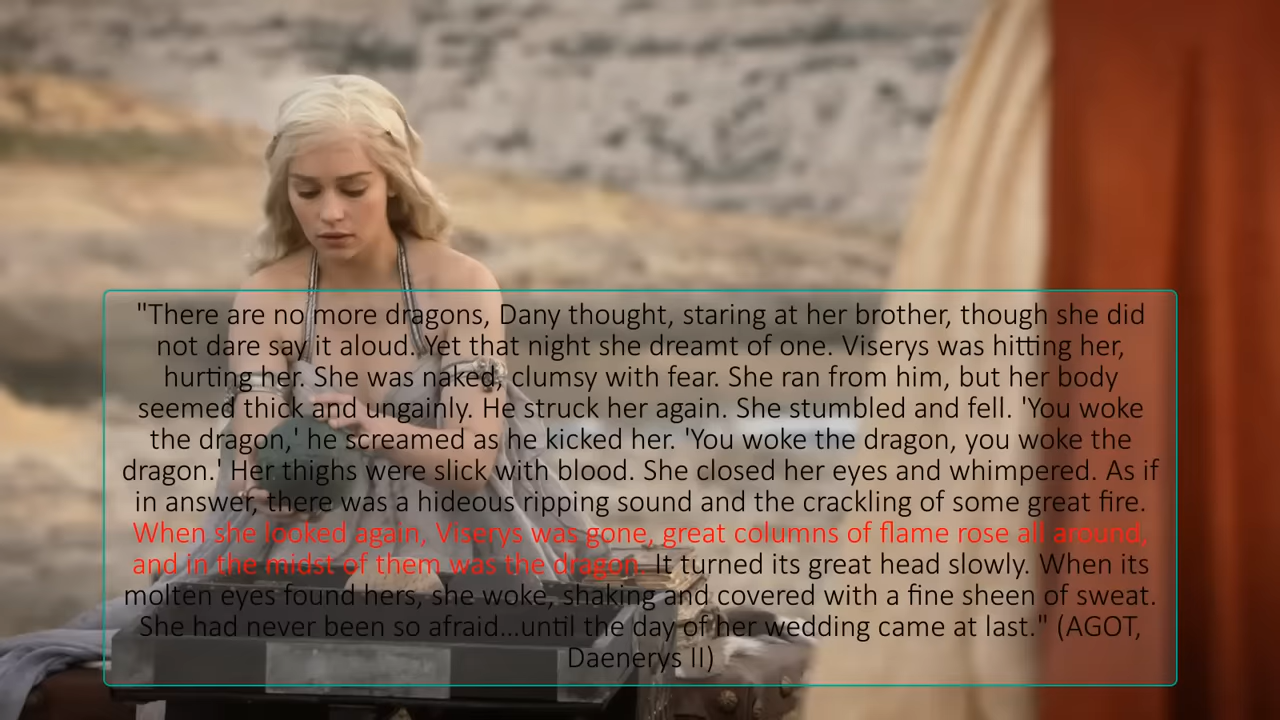 "There are no more dragons, Dany thought, staring at her brother, though she did
not dare say it aloud. Yet that night she dreamt of one. Viserys was hitting her,
hurting her. She was naked, clumsy with fear. She ran from him, but her body
seemed thick and ungainly. He struck her again. She stumbled and fell. 'You woke
the dragon,' he screamed as he kicked her. 'You woke the dragon, you woke the
dragon.' Her thighs were slick with blood. She closed her eyes and whimpered. As if
in answer, there was a hideous ripping sound and the crackling of some great fire.
When she looked again, Viserys was gone, great columns of flame rose all around,
and in the midst of them was the dragon. It turned its great head slowly. When its
molten eyes found hers, she woke, shaking and covered with a fine sheen of sweat.
She had never been so afraid...until the day of her wedding came at last." (AGOT,
Daenerys II)